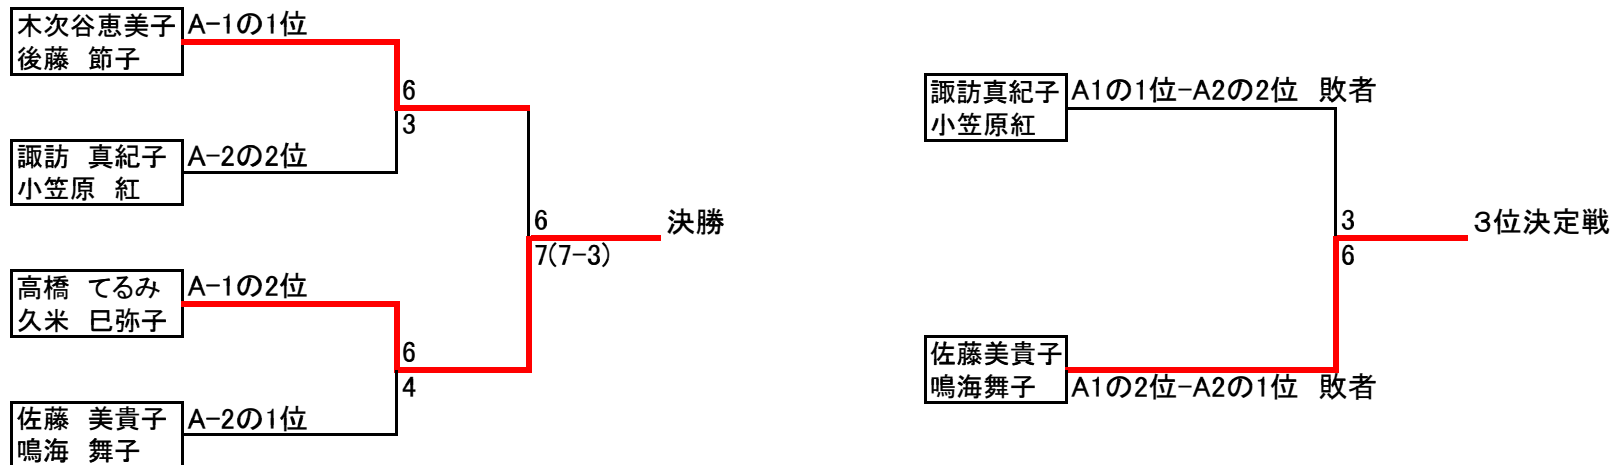 木次谷恵美子
後藤　節子
A-1の1位
6
3
諏訪　真紀子
小笠原　紅
A-2の2位
6
7(7-3)
決勝
高橋　てるみ
久米　巳弥子
A-1の2位
6
4
佐藤　美貴子
鳴海　舞子
A-2の1位
諏訪真紀子
小笠原紅
A1の1位-A2の2位　敗者
3
6
３位決定戦
佐藤美貴子
鳴海舞子
A1の2位-A2の1位　敗者